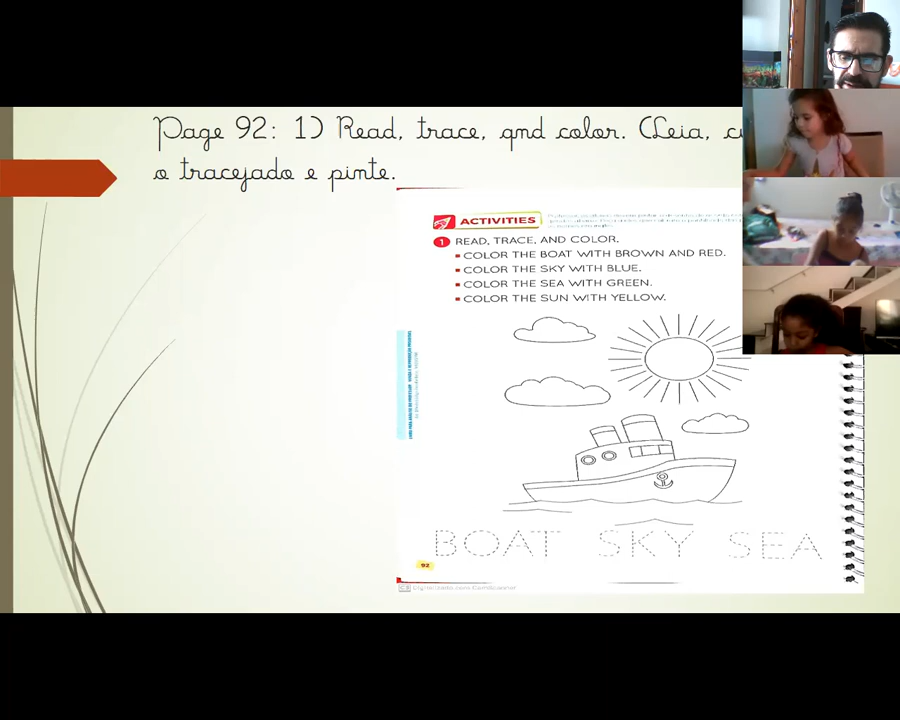 Page 92: 1) Read, trace, qnd color. (Leia,
o tracejado e pinte.
ACTIVITIES
1 READ, TRACE, AND COLOR.
▪ COLOR THE BOAT WITH BROWN AND RED.
▪ COLOR THE SKY WITH BLUE.
▪ COLOR THE SEA WITH GREEN.
▪ COLOR THE SUN WITH YELLOW.
BOAT SKY SEA
92